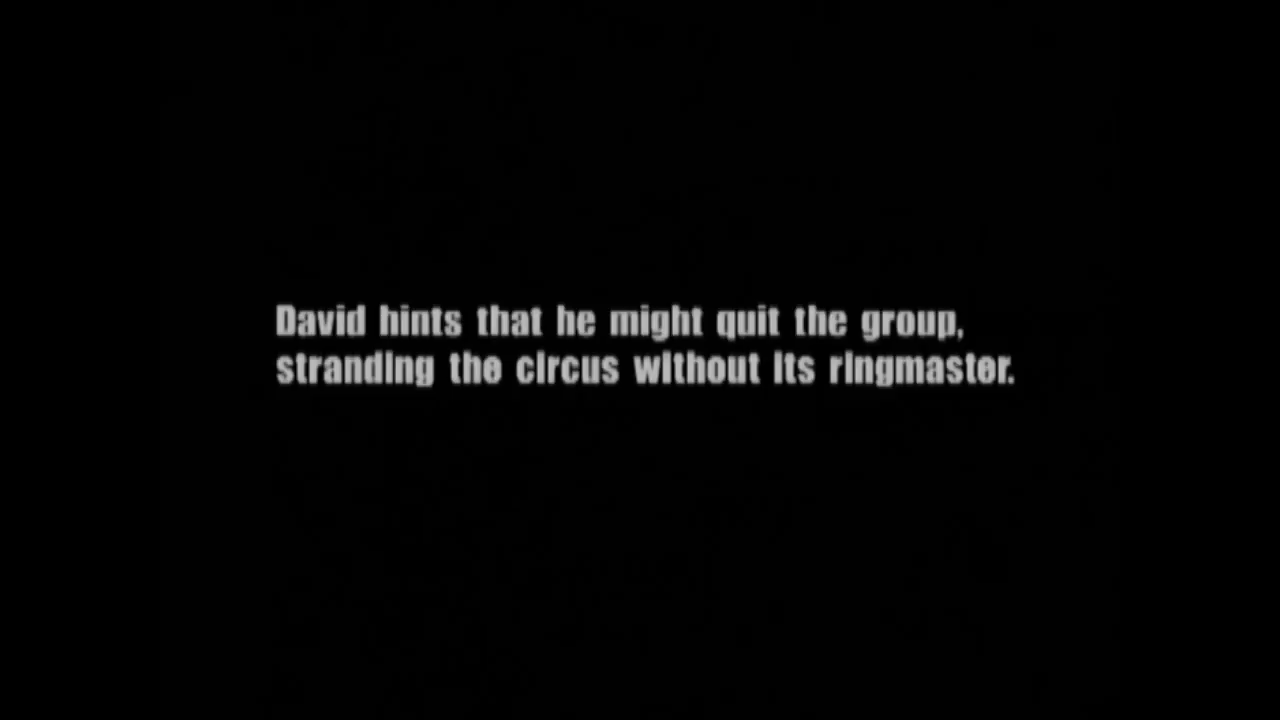 David hints that he might quit the group,
stranding the circus without its ringmaster.